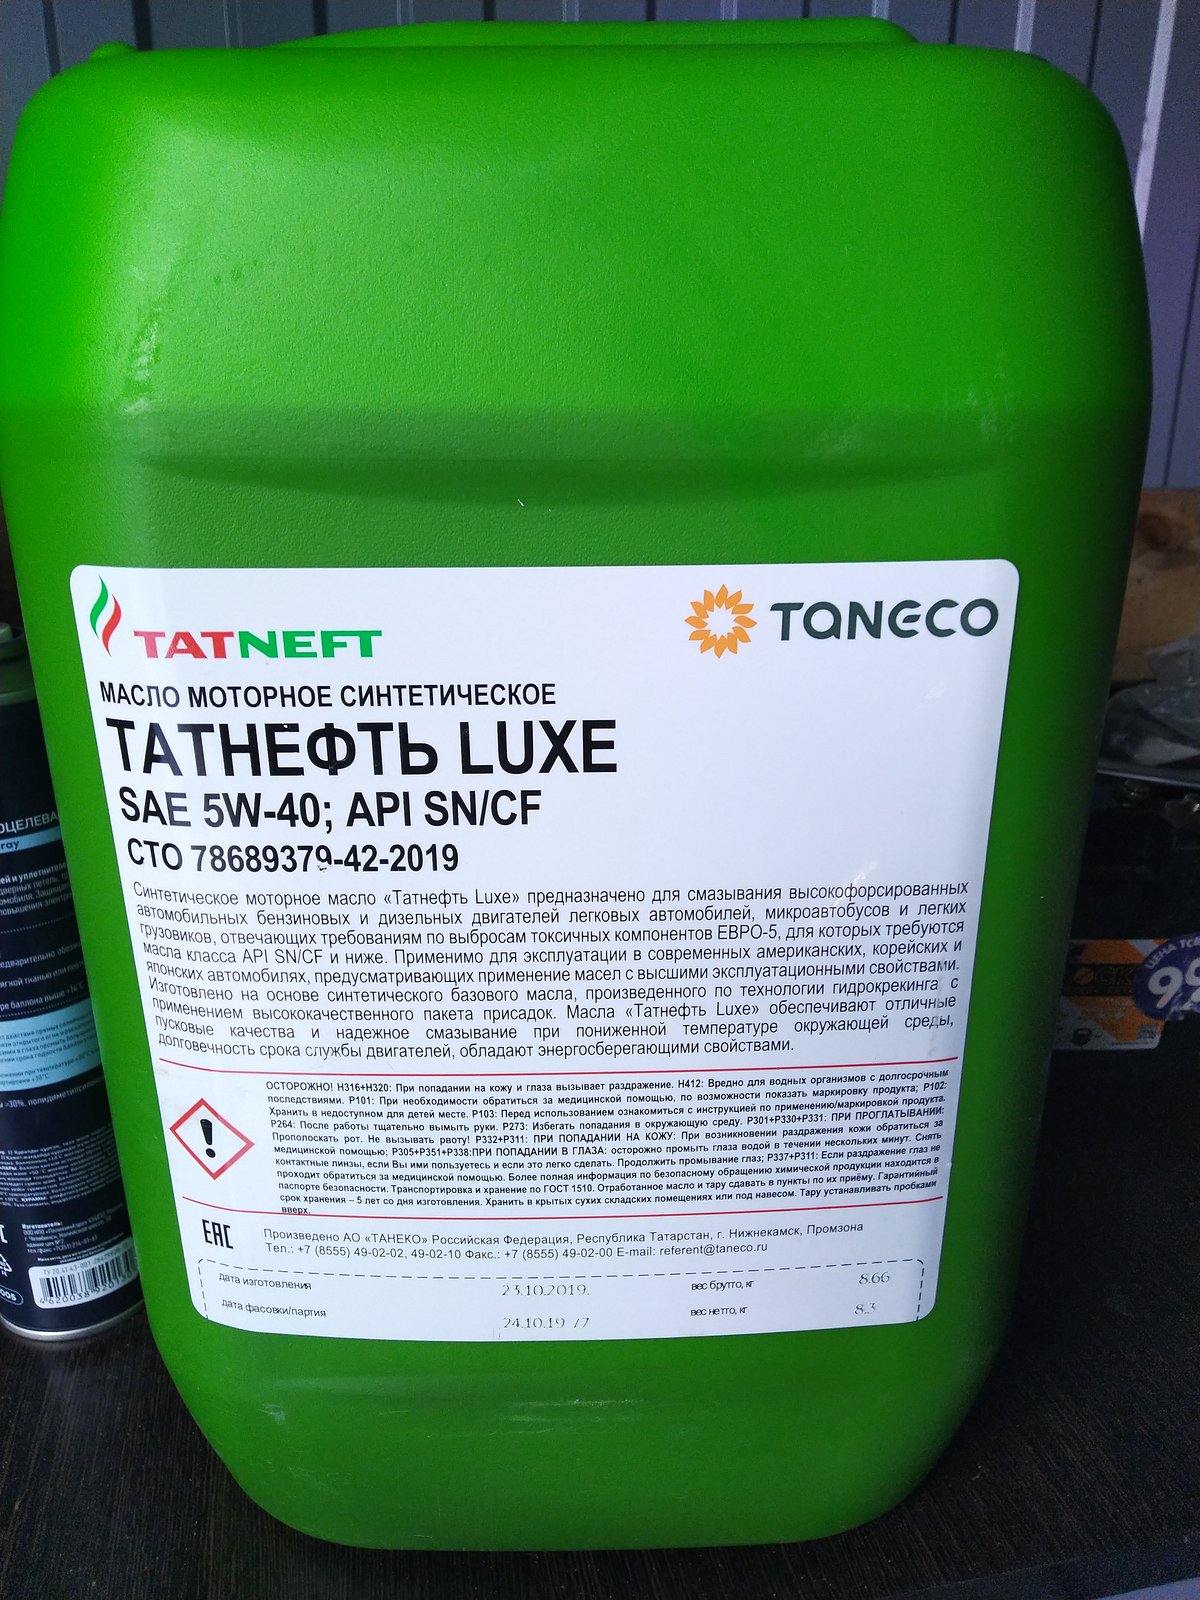 TATNEFT
TANECO
МАСЛО МОТОРНОЕ СИНТЕТИЧЕСКОЕ
ТАТНЕФТЬ LUXE
SAE 5W-40; API SN/CF
СТО 78689379-42-2019
Синтетическое моторное масло «Татнефть Luxe» предназначено для смазывания высокофорсированных
автомобильных бензиновых и дизельных двигателей легковых автомобилей, микроавтобусов и легких
грузовиков, отвечающих требованиям по выбросам токсичных компонентов ЕВРО-5, для которых требуются
масла класса API SN/CF и ниже. Применимо для эксплуатации в современных американских, корейских и
японских автомобилях, предусматривающих применение масел с высшими эксплуатационными свойствами.
Изготовлено на основе синтетического базового масла, произведенного по технологии гидрокрекинга с
применением высококачественного пакета присадок. Масла «Татнефть Luxe» обеспечивают отличные
пусковые качества и надежное смазывание при пониженной температуре окружающей среды,
долговечность срока службы двигателей, обладают энергосберегающими свойствами.
ОСТОРОЖНО! H316+H320: При попадании на кожу и глаза вызывает раздражение. H412: Вредно для водных организмов с долгосрочным
последствиями. P101: При необходимости обратиться за медицинской помощью, по возможности показать маркировку продукта; P102:
Хранить в недоступном для детей месте. P103: Перед использованием ознакомиться с инструкцией по применению/маркировкой продукта.
P264: После работы тщательно вымыть руки. P273: Избегать попадания в окружающую среду. P301+P330+P331: ПРИ ПРОГЛАТЫВАНИИ:
Прополоскать рот. Не вызывать рвоту! P332+P311: ПРИ ПОПАДАНИИ НА КОЖУ: При возникновении раздражения кожи обратиться за
медицинской помощью; P305+P351+P338:ПРИ ПОПАДАНИИ В ГЛАЗА: осторожно промыть глаза водой в течении нескольких минут. Снять
контактные линзы, если Вы ими пользуетесь и если это легко сделать. Продолжить промывание глаз; P337+P311: Если раздражение глаз не
проходит обратиться за медицинской помощью. Более полная информация по безопасному обращению химической продукции находится в
паспорте безопасности. Транспортировка и хранение по ГОСТ 1510. Отработанное масло и тару сдавать в пункты по их приёму. Гарантийный
срок хранения – 5 лет со дня изготовления. Хранить в крытых сухих складских помещениях или под навесом. Тару устанавливать пробками
вверх.
EAC
Произведено АО «ТАНЕКО» Российская Федерация, Республика Татарстан, г. Нижнекамск, Промзона
Тел.: +7 (8555) 49-02-02, 49-02-10 Факс.: +7 (8555) 49-02-00 E-mail: referent@taneco.ru
дата изготовления 23.10.2019. вес брутто, кг 8.66
дата фасовки/партия 24.10.19 /7 вес нетто, кг 8.3
ray
ЦЕНА
99